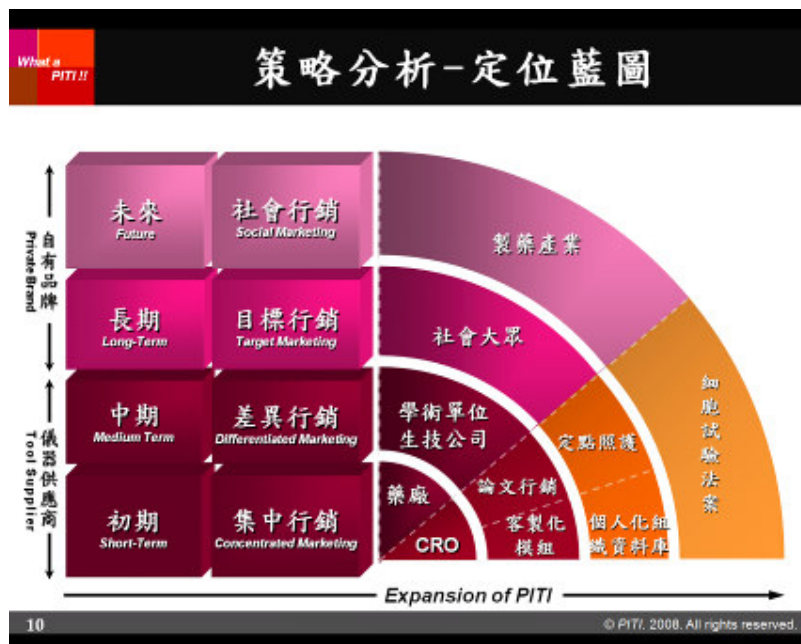 What a
PITI !!
策略分析-定位藍圖
自有品牌
Private Brand
儀器供應商
Tool Supplier
未來
Future
社會行銷
Social Marketing
製藥產業
長期
Long-Term
目標行銷
Target Marketing
社會大眾
中期
Medium Term
差異行銷
Differentiated Marketing
學術單位
生技公司
定點照護
細胞試驗法案
初期
Short-Term
集中行銷
Concentrated Marketing
藥廠
CRO
論文行銷
客製化
模組
個人化組
織資料庫
Expansion of PITI
10
© PITI. 2008. All rights reserved.